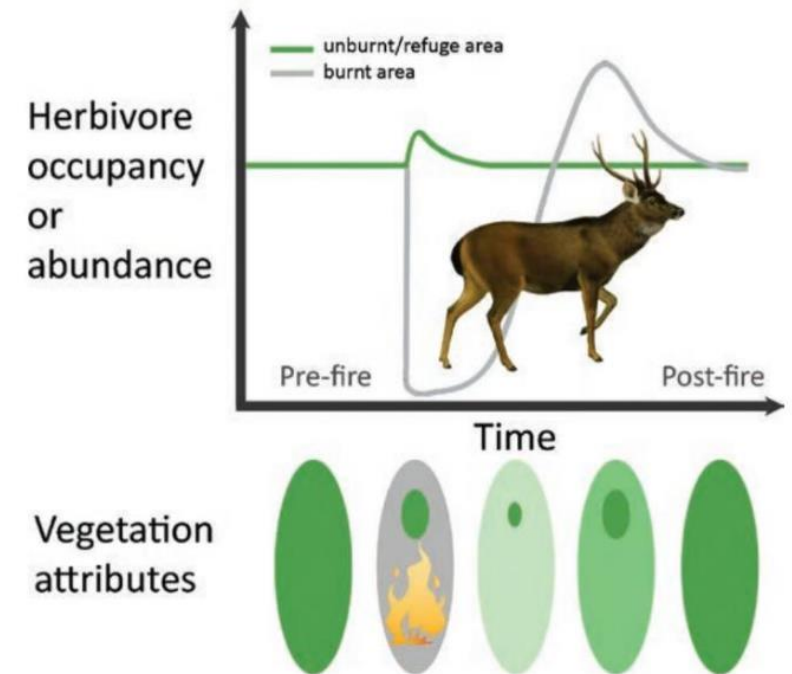 unburnt/refuge area
burnt area
Herbivore
occupancy
or
abundance
Pre-fire
Post-fire
Time
Vegetation
attributes